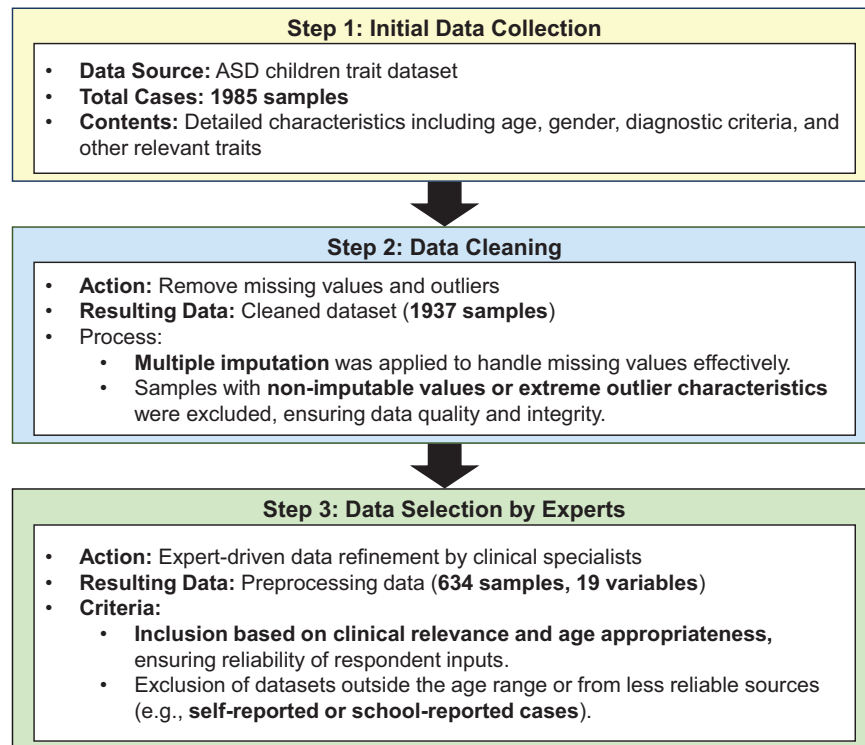 Step 1: Initial Data Collection
• Data Source: ASD children trait dataset
• Total Cases: 1985 samples
• Contents: Detailed characteristics including age, gender, diagnostic criteria, and
other relevant traits
Step 2: Data Cleaning
• Action: Remove missing values and outliers
• Resulting Data: Cleaned dataset (1937 samples)
• Process:
• Multiple imputation was applied to handle missing values effectively.
• Samples with non-imputable values or extreme outlier characteristics
were excluded, ensuring data quality and integrity.
Step 3: Data Selection by Experts
• Action: Expert-driven data refinement by clinical specialists
• Resulting Data: Preprocessing data (634 samples, 19 variables)
• Criteria:
• Inclusion based on clinical relevance and age appropriateness,
ensuring reliability of respondent inputs.
• Exclusion of datasets outside the age range or from less reliable sources
(e.g., self-reported or school-reported cases).